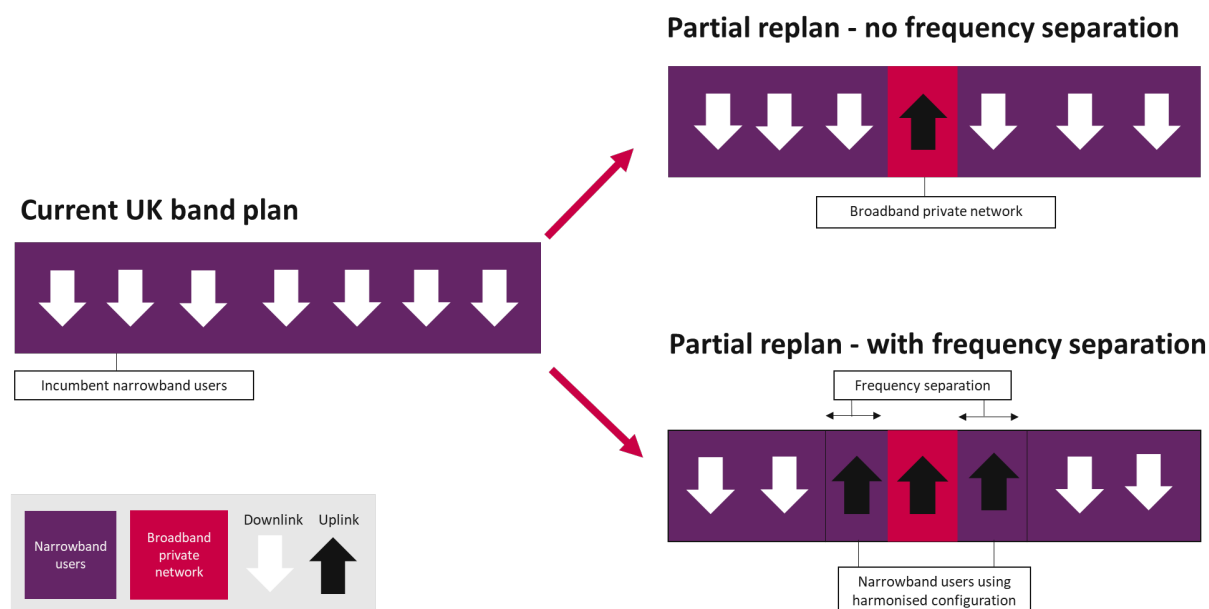 Partial replan - no frequency separation
Broadband private network
Current UK band plan
Incumbent narrowband users
Partial replan - with frequency separation
Frequency separation
Narrowband users using
harmonised configuration
Narrowband
users
Broadband
private
network
Downlink
Uplink